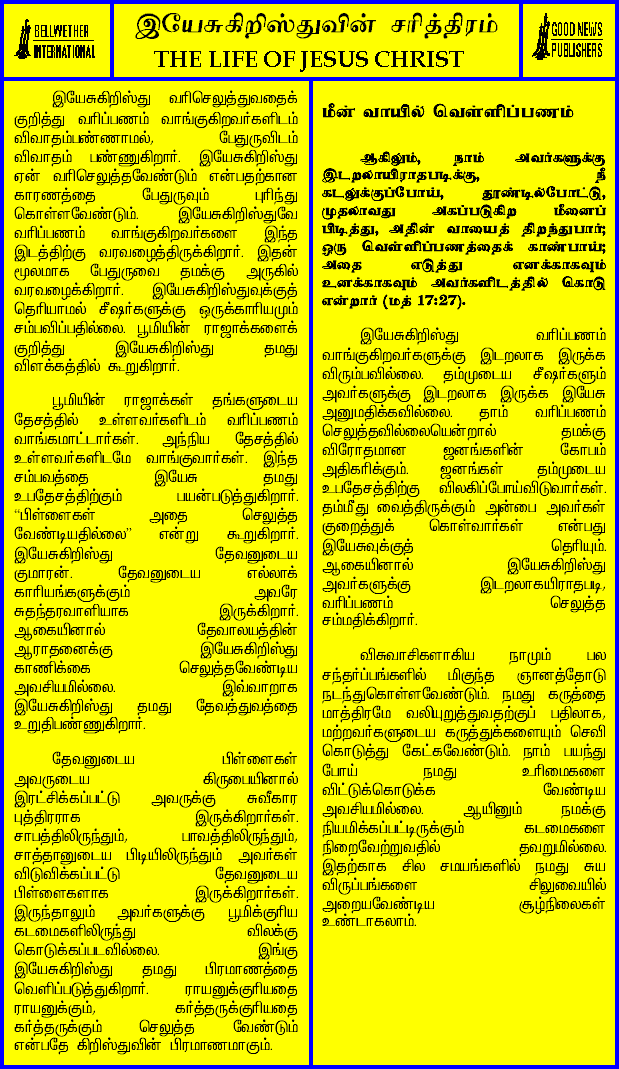 BELLWETHER
INTERNATIONAL
இயேசுகிறிஸ்துவின் சரித்திரம்
THE LIFE OF JESUS CHRIST
GOOD NEWS
PUBLISHERS
இயேசுகிறிஸ்து வரிசெலுத்துவதைக்
குறித்து வரிப்பணம் வாங்குகிறவர்களிடம்
விவாதம்பண்ணாமல், பேதுருவிடம்
விவாதம் பண்ணுகிறார். இயேசுகிறிஸ்து
ஏன் வரிசெலுத்தவேண்டும் என்பதற்கான
காரணத்தை பேதுருவும் புரிந்து
கொள்ளவேண்டும். இயேசுகிறிஸ்துவே
வரிப்பணம் வாங்குகிறவர்களை இந்த
இடத்திற்கு வரவழைத்திருக்கிறார். இதன்
மூலமாக பேதுருவை தமக்கு அருகில்
வரவழைக்கிறார். இயேசுகிறிஸ்துவுக்குத்
தெரியாமல் சீஷர்களுக்கு ஒருக்காரியமும்
சம்பவிப்பதில்லை. பூமியின் ராஜாக்களைக்
குறித்து இயேசுகிறிஸ்து தமது
விளக்கத்தில் கூறுகிறார்.
பூமியின் ராஜாக்கள் தங்களுடைய
தேசத்தில் உள்ளவர்களிடம் வரிப்பணம்
வாங்கமாட்டார்கள். அந்நிய தேசத்தில்
உள்ளவர்களிடமே வாங்குவார்கள். இந்த
சம்பவத்தை இயேசு தமது
உபதேசத்திற்கும் பயன்படுத்துகிறார்.
“பிள்ளைகள் அதை செலுத்த
வேண்டியதில்லை” என்று கூறுகிறார்.
இயேசுகிறிஸ்து தேவனுடைய
குமாரன். தேவனுடைய எல்லாக்
காரியங்களுக்கும் அவரே
சுதந்தரவாளியாக இருக்கிறார்.
ஆகையினால் தேவாலயத்தின்
ஆராதனைக்கு இயேசுகிறிஸ்து
காணிக்கை செலுத்தவேண்டிய
அவசியமில்லை. இவ்வாறாக
இயேசுகிறிஸ்து தமது தேவத்துவத்தை
உறுதிபண்ணுகிறார்.
தேவனுடைய பிள்ளைகள்
அவருடைய கிருபையினால்
இரட்சிக்கப்பட்டு அவருக்கு சுவீகார
புத்திரராக இருக்கிறார்கள்.
சாபத்திலிருந்தும், பாவத்திலிருந்தும்,
சாத்தானுடைய பிடியிலிருந்தும் அவர்கள்
விடுவிக்கப்பட்டு தேவனுடைய
பிள்ளைகளாக இருக்கிறார்கள்.
இருந்தாலும் அவர்களுக்கு பூமிக்குரிய
கடமைகளிலிருந்து விலக்கு
கொடுக்கப்படவில்லை. இங்கு
இயேசுகிறிஸ்து தமது பிரமாணத்தை
வெளிப்படுத்துகிறார். ராயனுக்குரியதை
ராயனுக்கும், கர்த்தருக்குரியதை
கர்த்தருக்கும் செலுத்த வேண்டும்
என்பதே கிறிஸ்துவின் பிரமாணமாகும்.
மீன் வாயில் வெள்ளிப்பணம்
ஆகிலும், நாம் அவர்களுக்கு
இடறலாயிராதபடிக்கு, நீ
கடலுக்குப்போய், தூண்டில்போட்டு,
முதலாவது அகப்படுகிற மீனைப்
பிடித்து, அதின் வாயைத் திறந்துபார்;
ஒரு வெள்ளிப்பணத்தைக் காண்பாய்;
அதை எடுத்து எனக்காகவும்
உனக்காகவும் அவர்களிடத்தில் கொடு
என்றார் (மத் 17:27).
இயேசுகிறிஸ்து வரிப்பணம்
வாங்குகிறவர்களுக்கு இடறலாக இருக்க
விரும்பவில்லை. தம்முடைய சீஷர்களும்
அவர்களுக்கு இடறலாக இருக்க இயேசு
அனுமதிக்கவில்லை. தாம் வரிப்பணம்
செலுத்தவில்லையென்றால் தமக்கு
விரோதமான ஜனங்களின் கோபம்
அதிகரிக்கும். ஜனங்கள் தம்முடைய
உபதேசத்திற்கு விலகிப்போய்விடுவார்கள்.
தம்மீது வைத்திருக்கும் அன்பை அவர்கள்
குறைத்துக் கொள்வார்கள் என்பது
இயேசுவுக்குத் தெரியும்.
ஆகையினால் இயேசுகிறிஸ்து
அவர்களுக்கு இடறலாகயிராதபடி,
வரிப்பணம் செலுத்த
சம்மதிக்கிறார்.
விசுவாசிகளாகிய நாமும் பல
சந்தர்ப்பங்களில் மிகுந்த ஞானத்தோடு
நடந்துகொள்ளவேண்டும். நமது கருத்தை
மாத்திரமே வலியுறுத்துவதற்குப் பதிலாக,
மற்றவர்களுடைய கருத்துக்களையும் செவி
கொடுத்து கேட்கவேண்டும். நாம் பயந்து
போய் நமது உரிமைகளை
விட்டுக்கொடுக்க வேண்டிய
அவசியமில்லை. ஆயினும் நமக்கு
நியமிக்கப்பட்டிருக்கும் கடமைகளை
நிறைவேற்றுவதில் தவறுமில்லை.
இதற்காக சில சமயங்களில் நமது சுய
விருப்பங்களை சிலுவையில்
அறையவேண்டிய சூழ்நிலைகள்
உண்டாகலாம்.